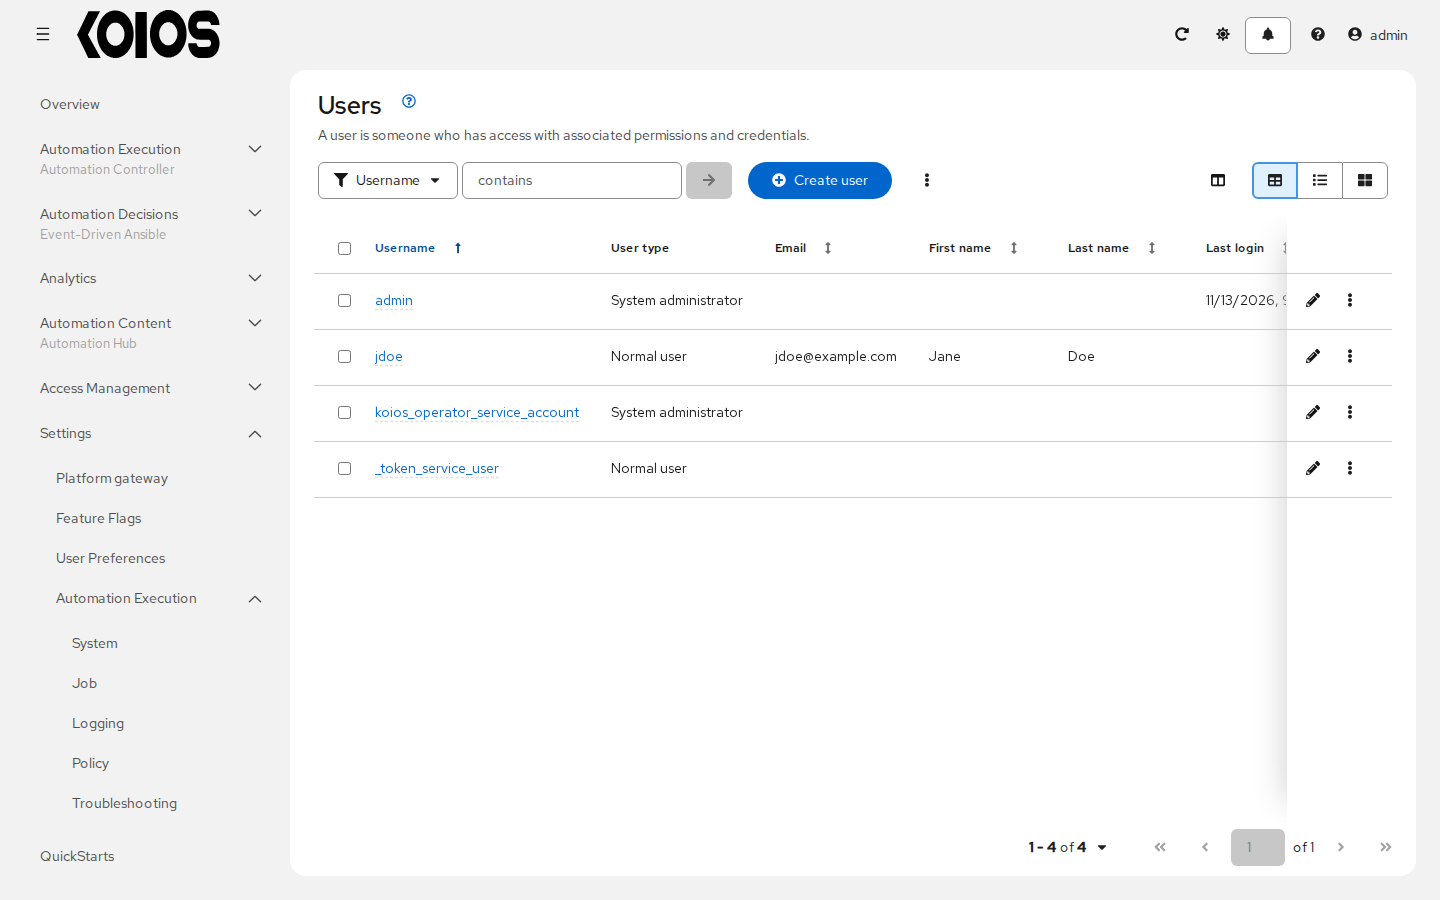 KOIOS
admin
Overview
Automation Execution
Automation Controller
Automation Decisions
Event-Driven Ansible
Analytics
Automation Content
Automation Hub
Access Management
Settings
Platform gateway
Feature Flags
User Preferences
Automation Execution
System
Job
Logging
Policy
Troubleshooting
QuickStarts
Users
A user is someone who has access with associated permissions and credentials.
Username contains Create user
Username User type Email First name Last name Last login
admin System administrator 11/13/2026,
jdoe Normal user jdoe@example.com Jane Doe
koios_operator_service_account System administrator
_token_service_user Normal user
1 - 4 of 4 1 of 1